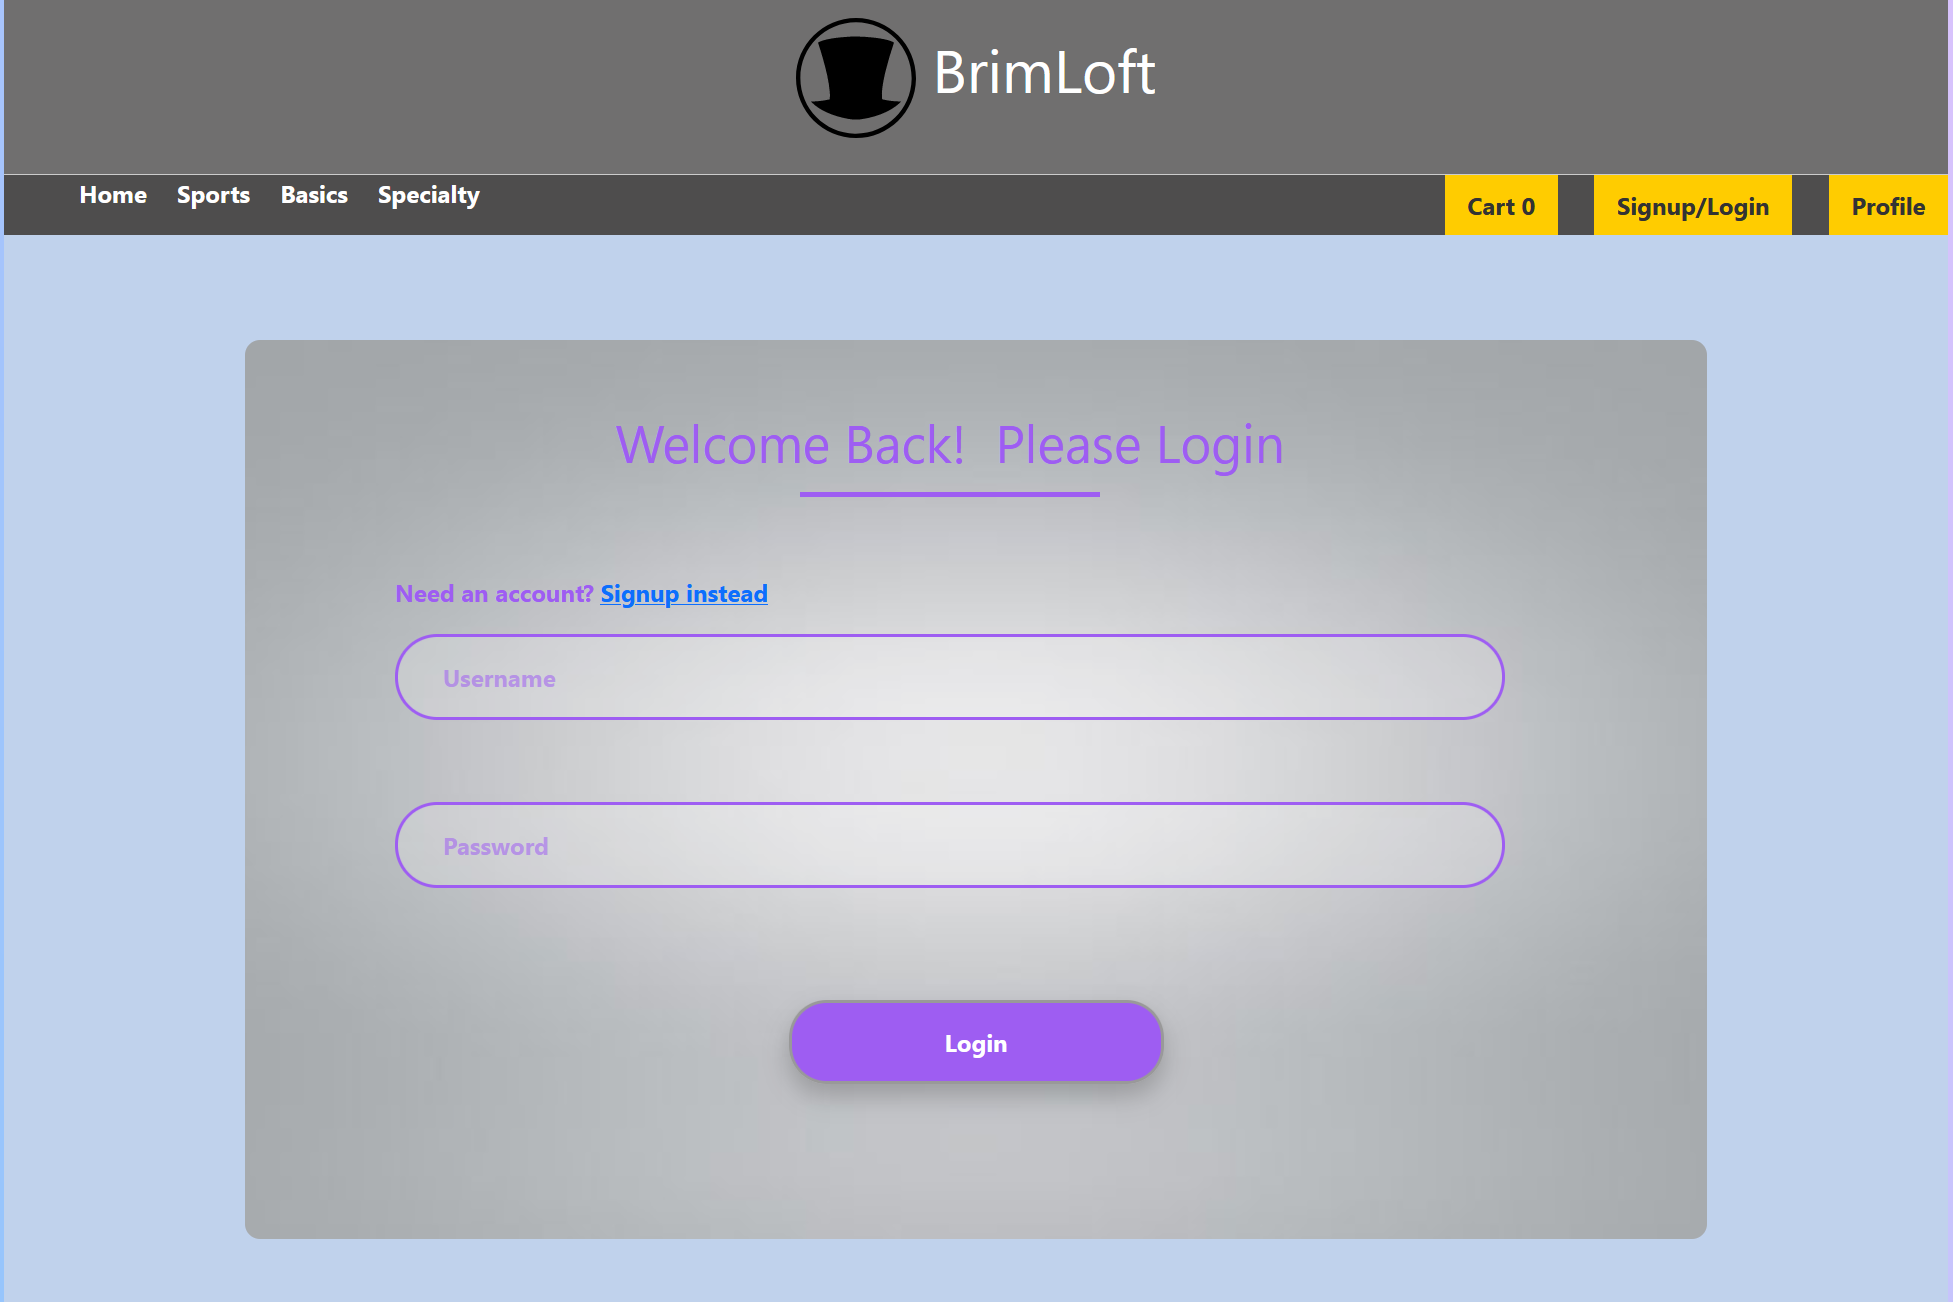 BrimLoft
Home Sports Basics Specialty Cart 0 Signup/Login Profile
Welcome Back!  Please Login
Need an account? Signup instead
Username
Password
Login